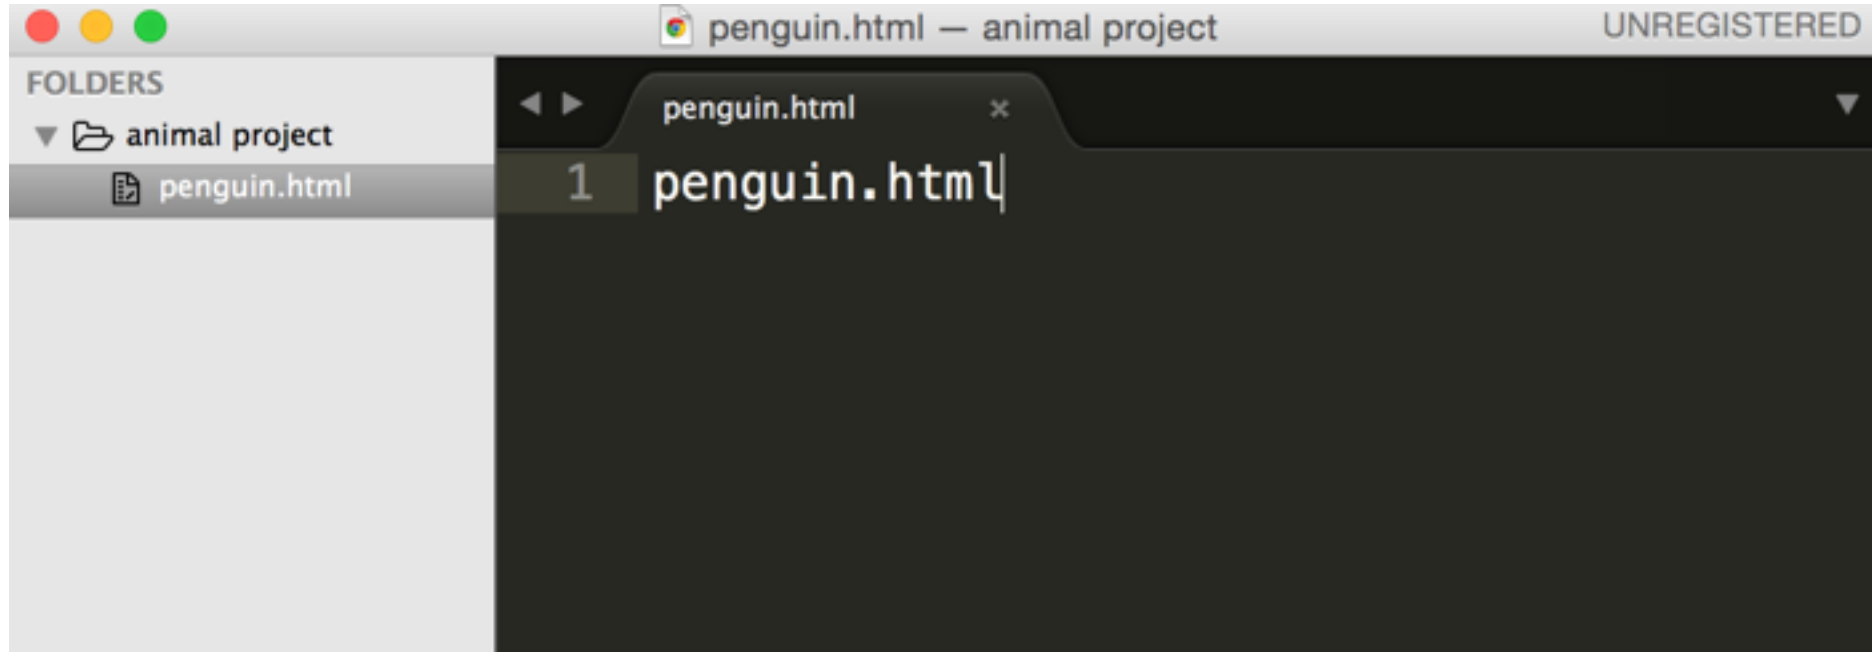 penguin.html — animal project
UNREGISTERED
FOLDERS
animal project
penguin.html
penguin.html
1 penguin.html